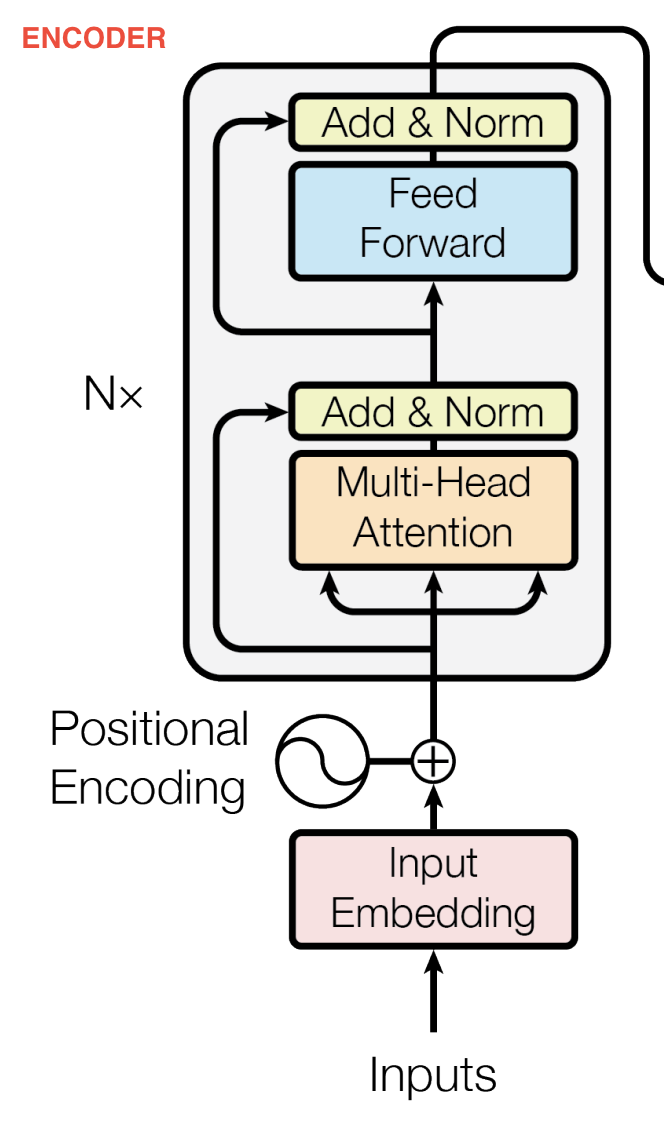 ENCODER
Add & Norm
Feed
Forward
N×
Add & Norm
Multi-Head
Attention
Positional
Encoding
Input
Embedding
Inputs